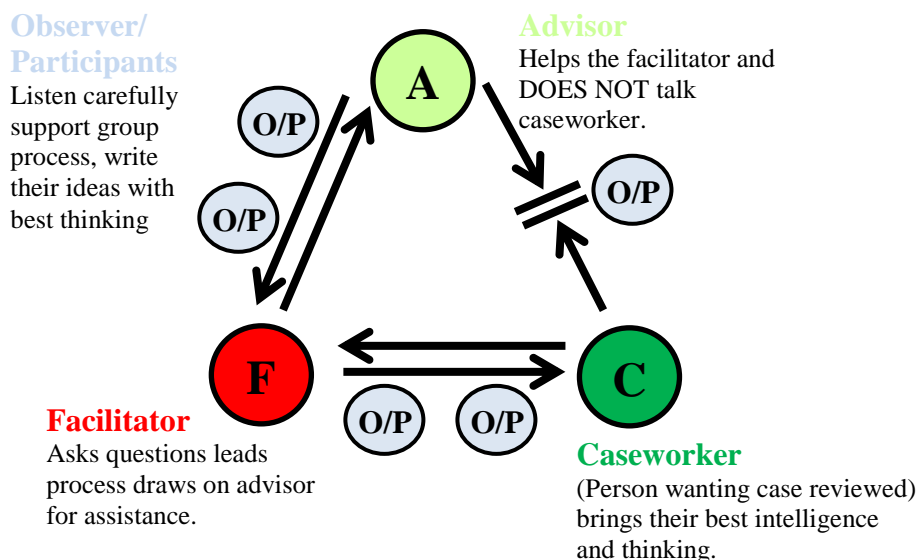 Observer/
Participants
Listen carefully
support group
process, write
their ideas with
best thinking
Advisor
Helps the facilitator and
DOES NOT talk
caseworker.
A
O/P
O/P
O/P
F
C
O/P
O/P
Facilitator
Asks questions leads
process draws on advisor
for assistance.
Caseworker
(Person wanting case reviewed)
brings their best intelligence
and thinking.